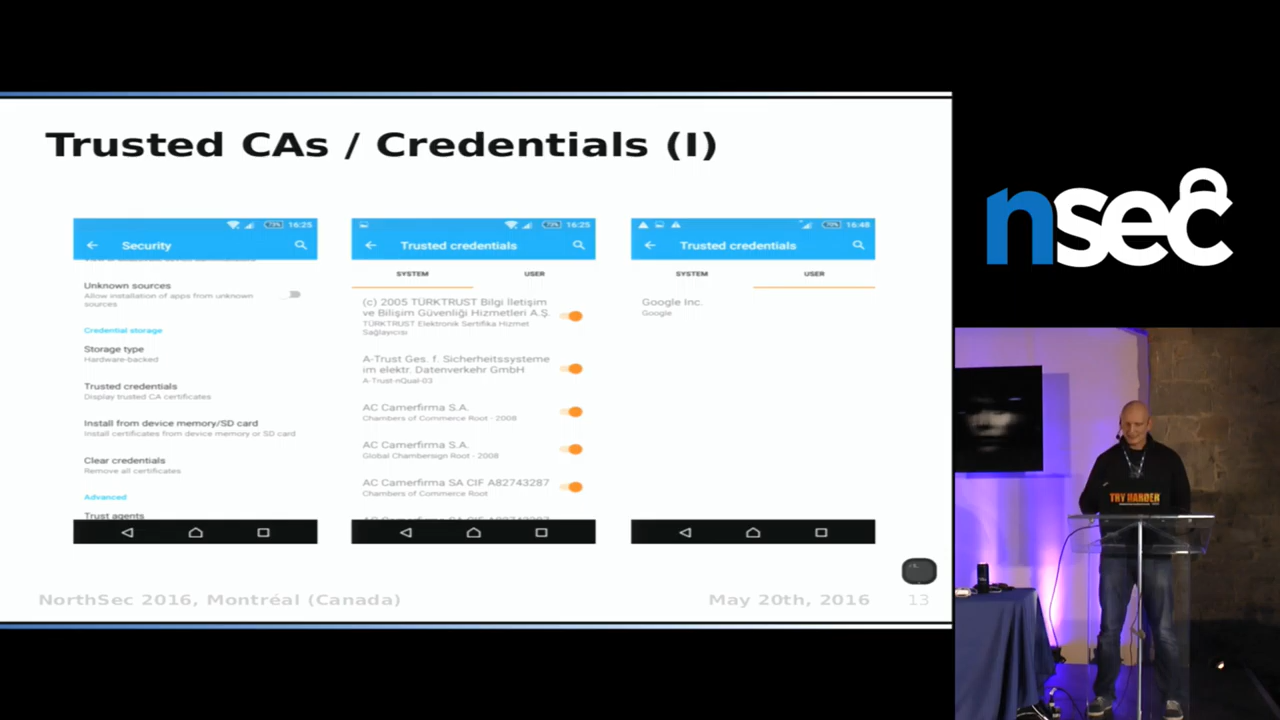 Trusted CAs / Credentials (I)
16:25
Security
Unknown sources
Allow installation of apps from unknown
sources
Credential storage
Storage type
Hardware-backed
Trusted credentials
Display trusted CA certificates
Install from device memory/SD card
Install certificates from device memory or SD card
Clear credentials
Remove all certificates
Advanced
Trust agents
16:25
Trusted credentials
SYSTEM USER
(c) 2005 TÜRKTRUST Bilgi İletişim
ve Bilişim Güvenliği Hizmetleri A.Ş.
TÜRKTRUST Elektronik Sertifika Hizmet
Sağlayıcısı
A-Trust Ges. f. Sicherheitssysteme
im elektr. Datenverkehr GmbH
A-Trust-nQual-03
AC Camerfirma S.A.
Chambers of Commerce Root - 2008
AC Camerfirma S.A.
Global Chambersign Root - 2008
AC Camerfirma SA CIF A82743287
Chambers of Commerce Root
16:48
Trusted credentials
SYSTEM USER
Google Inc.
Google
NorthSec 2016, Montréal (Canada)
May 20th, 2016
13
nsec
TRY HARDER